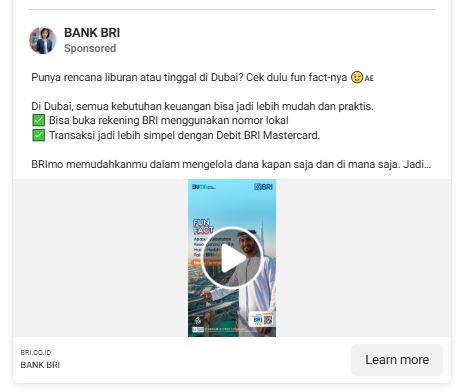 BANK BRI
Sponsored
Punya rencana liburan atau tinggal di Dubai? Cek dulu fun fact-nya 😉🇦🇪
Di Dubai, semua kebutuhan keuangan bisa jadi lebih mudah dan praktis.
✅ Bisa buka rekening BRI menggunakan nomor lokal
✅ Transaksi jadi lebih simpel dengan Debit BRI Mastercard.
BRImo memudahkanmu dalam mengelola dana kapan saja dan di mana saja. Jadi...
BUMN
BRI
FUN
FACT
BRI.CO.ID
BANK BRI
Learn more